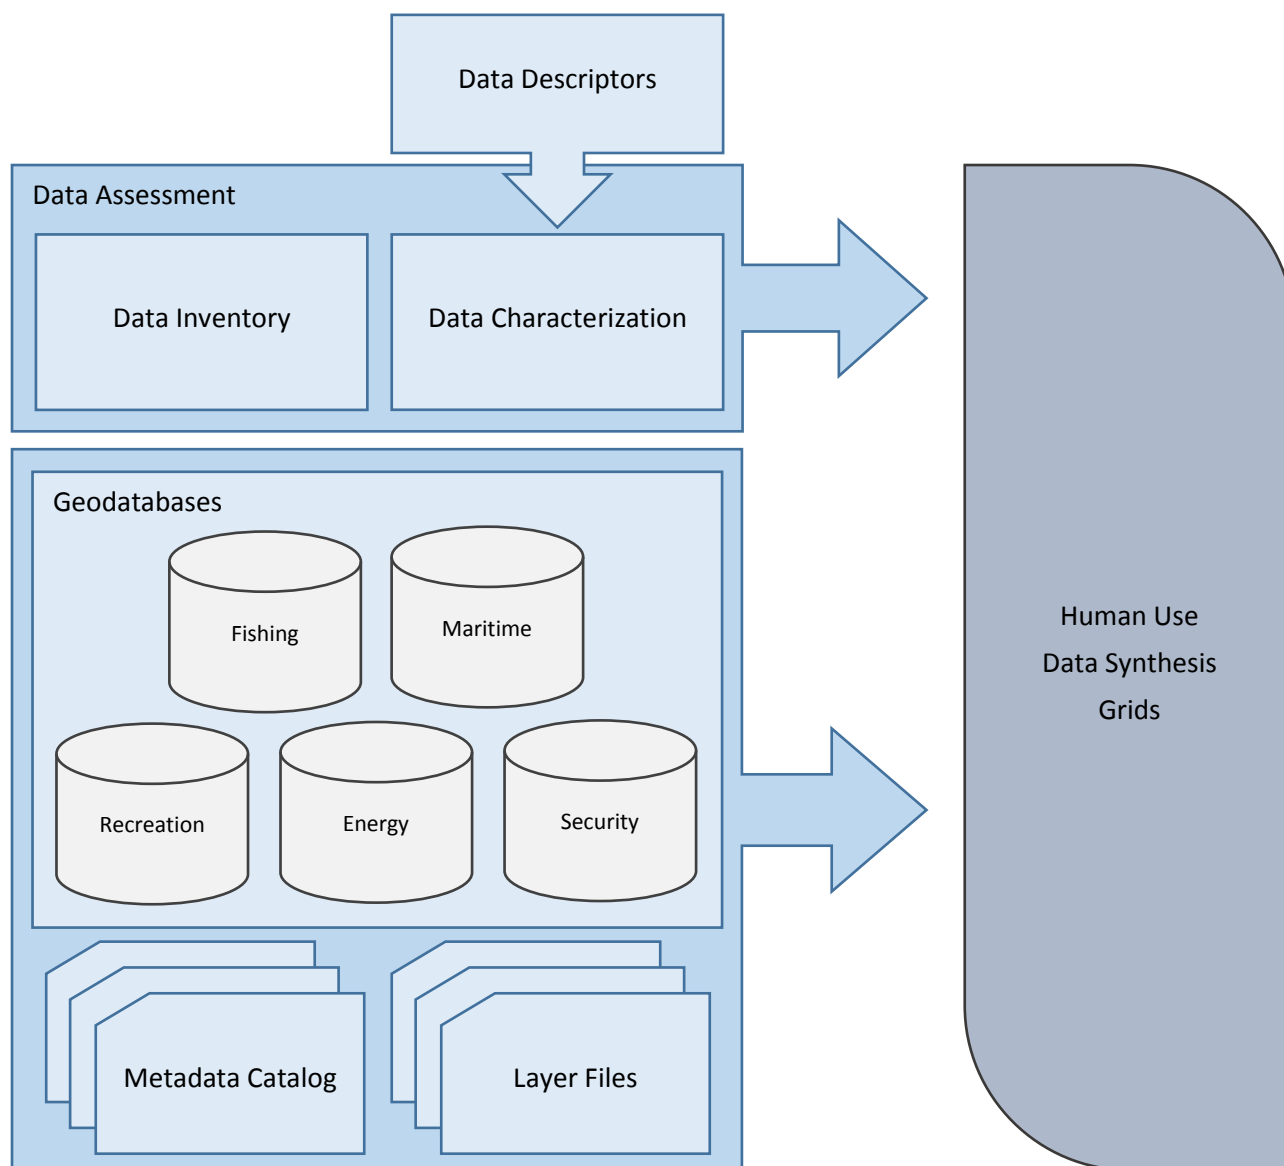 Data Descriptors
Data Assessment
Data Inventory
Data Characterization
Geodatabases
Fishing
Maritime
Recreation
Energy
Security
Metadata Catalog
Layer Files
Human Use
Data Synthesis
Grids